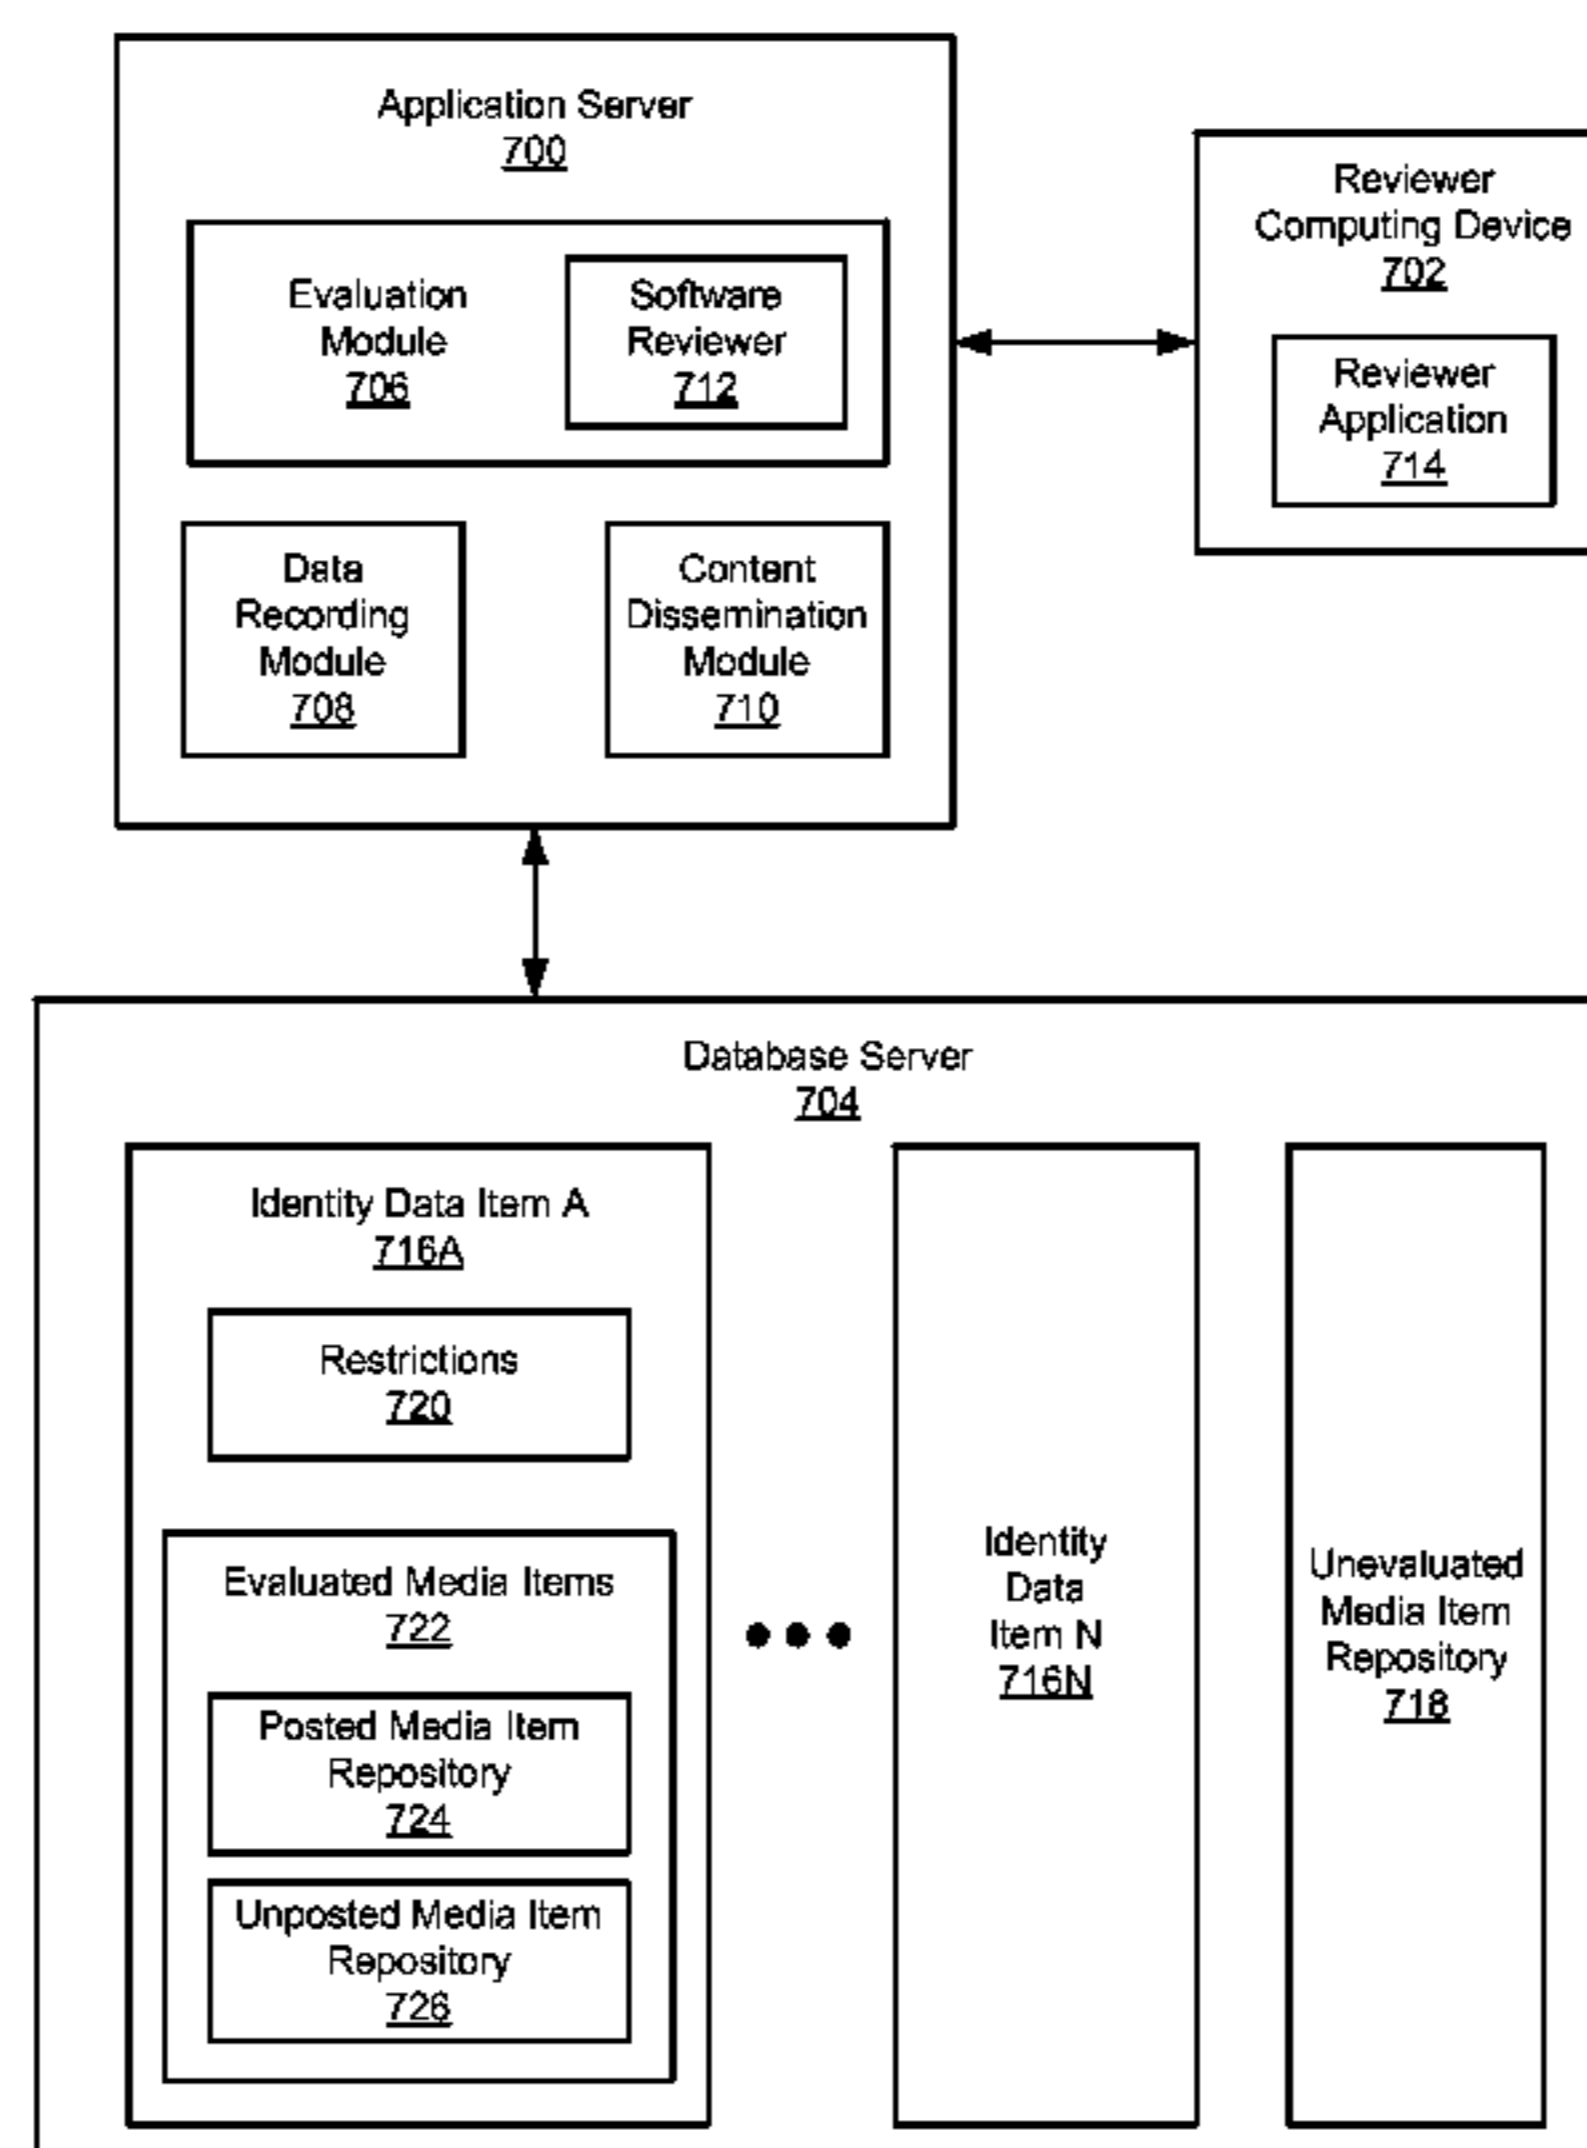 Application Server
700
Evaluation
Module
706
Software
Reviewer
712
Data
Recording
Module
708
Content
Dissemination
Module
710
Reviewer
Computing Device
702
Reviewer
Application
714
Database Server
704
Identity Data Item A
716A
Restrictions
720
Evaluated Media Items
722
Posted Media Item
Repository
724
Unposted Media Item
Repository
726
Identity
Data
Item N
716N
Unevaluated
Media Item
Repository
718